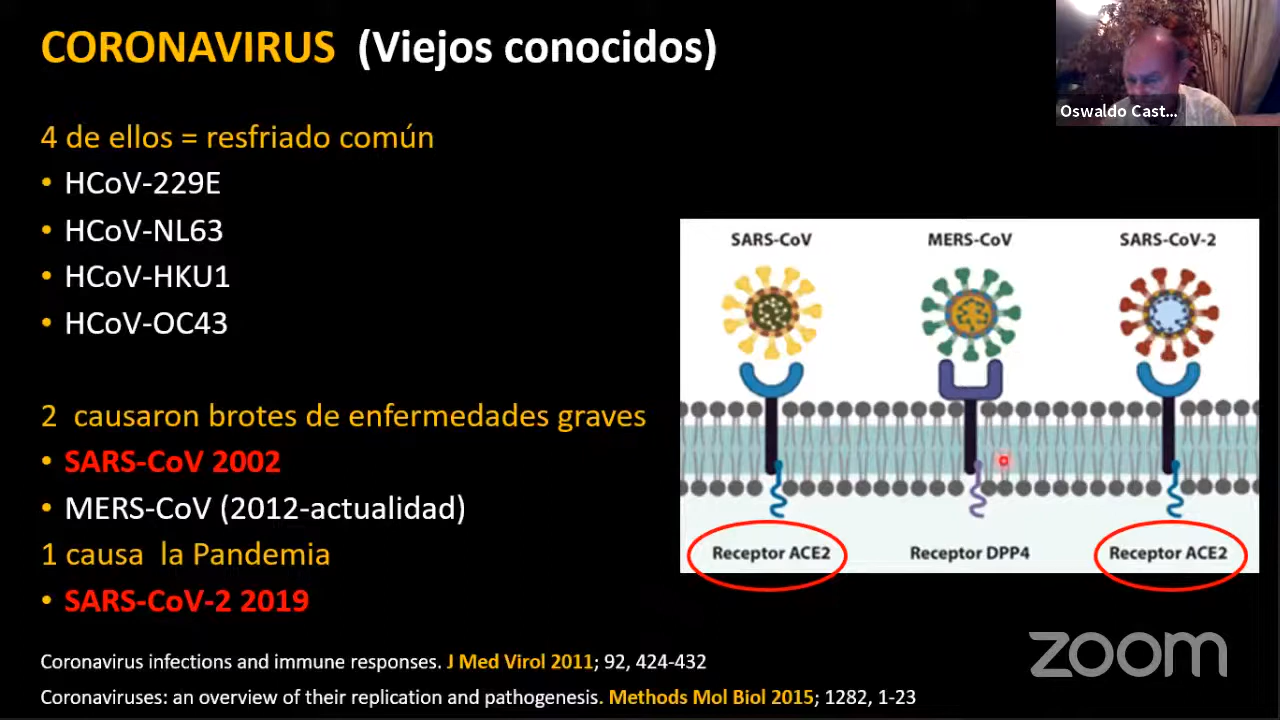 CORONAVIRUS (Viejos conocidos)
Oswaldo Cast...
4 de ellos = resfriado común
• HCoV-229E
• HCoV-NL63
• HCoV-HKU1
• HCoV-OC43
2 causaron brotes de enfermedades graves
• SARS-CoV 2002
• MERS-CoV (2012-actualidad)
1 causa la Pandemia
• SARS-CoV-2 2019
SARS-CoV MERS-CoV SARS-CoV-2
Receptor ACE2 Receptor DPP4 Receptor ACE2
Coronavirus infections and immune responses. J Med Virol 2011; 92, 424-432
Coronaviruses: an overview of their replication and pathogenesis. Methods Mol Biol 2015; 1282, 1-23
zoom